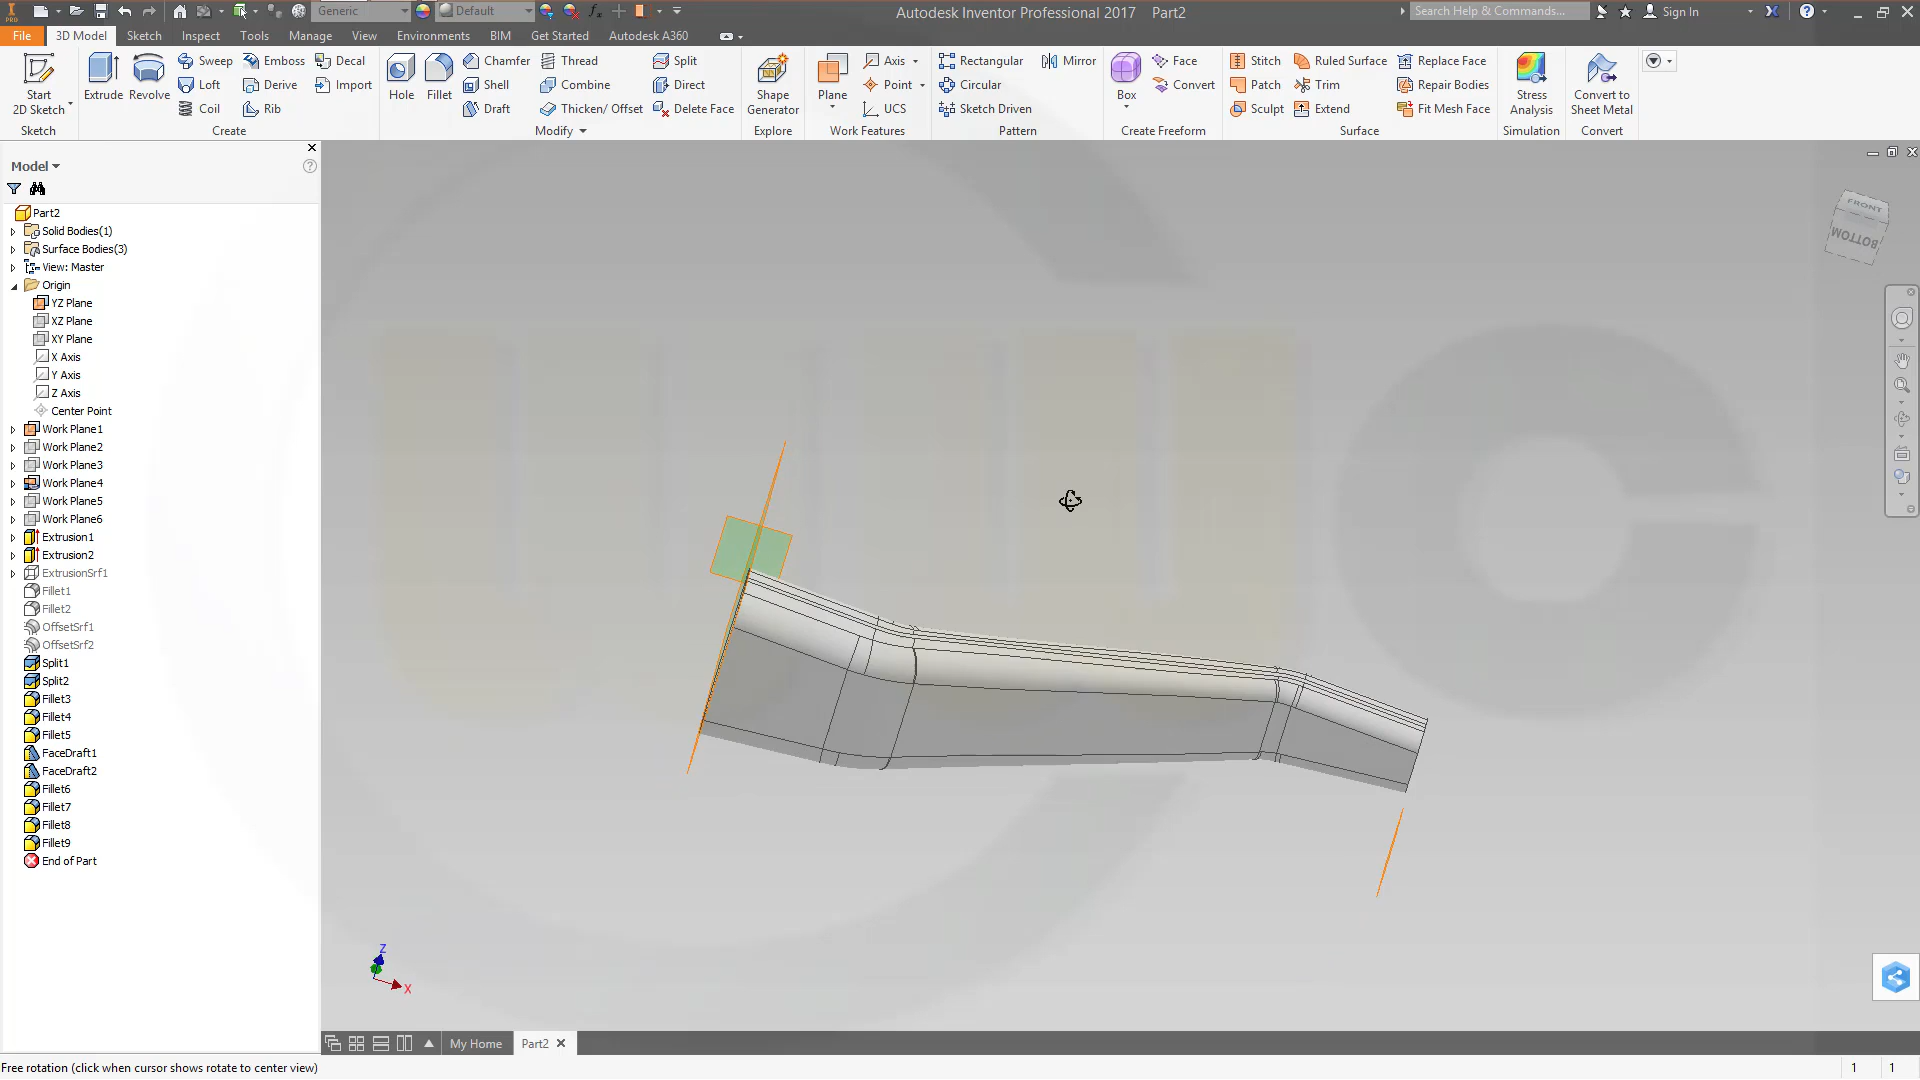 PRO
Generic
Default
Autodesk Inventor Professional 2017 Part2
Search Help & Commands...
Sign In
File
3D Model
Sketch
Inspect
Tools
Manage
View
Environments
BIM
Get Started
Autodesk A360
Start
2D Sketch
Sketch
Extrude
Revolve
Sweep
Loft
Coil
Emboss
Derive
Rib
Decal
Import
Create
Hole
Fillet
Chamfer
Shell
Draft
Thread
Combine
Thicken/ Offset
Split
Direct
Delete Face
Modify
Shape
Generator
Explore
Plane
Axis
Point
UCS
Work Features
Rectangular
Circular
Sketch Driven
Mirror
Pattern
Box
Face
Convert
Create Freeform
Stitch
Patch
Sculpt
Ruled Surface
Trim
Extend
Replace Face
Repair Bodies
Fit Mesh Face
Surface
Stress
Analysis
Simulation
Convert to
Sheet Metal
Convert
Model
Part2
Solid Bodies(1)
Surface Bodies(3)
View: Master
Origin
YZ Plane
XZ Plane
XY Plane
X Axis
Y Axis
Z Axis
Center Point
Work Plane1
Work Plane2
Work Plane3
Work Plane4
Work Plane5
Work Plane6
Extrusion1
Extrusion2
ExtrusionSrf1
Fillet1
Fillet2
OffsetSrf1
OffsetSrf2
Split1
Split2
Fillet3
Fillet4
Fillet5
FaceDraft1
FaceDraft2
Fillet6
Fillet7
Fillet8
Fillet9
End of Part
FRONT
BOTTOM
Z
X
My Home
Part2
Free rotation (click when cursor shows rotate to center view)
1 1